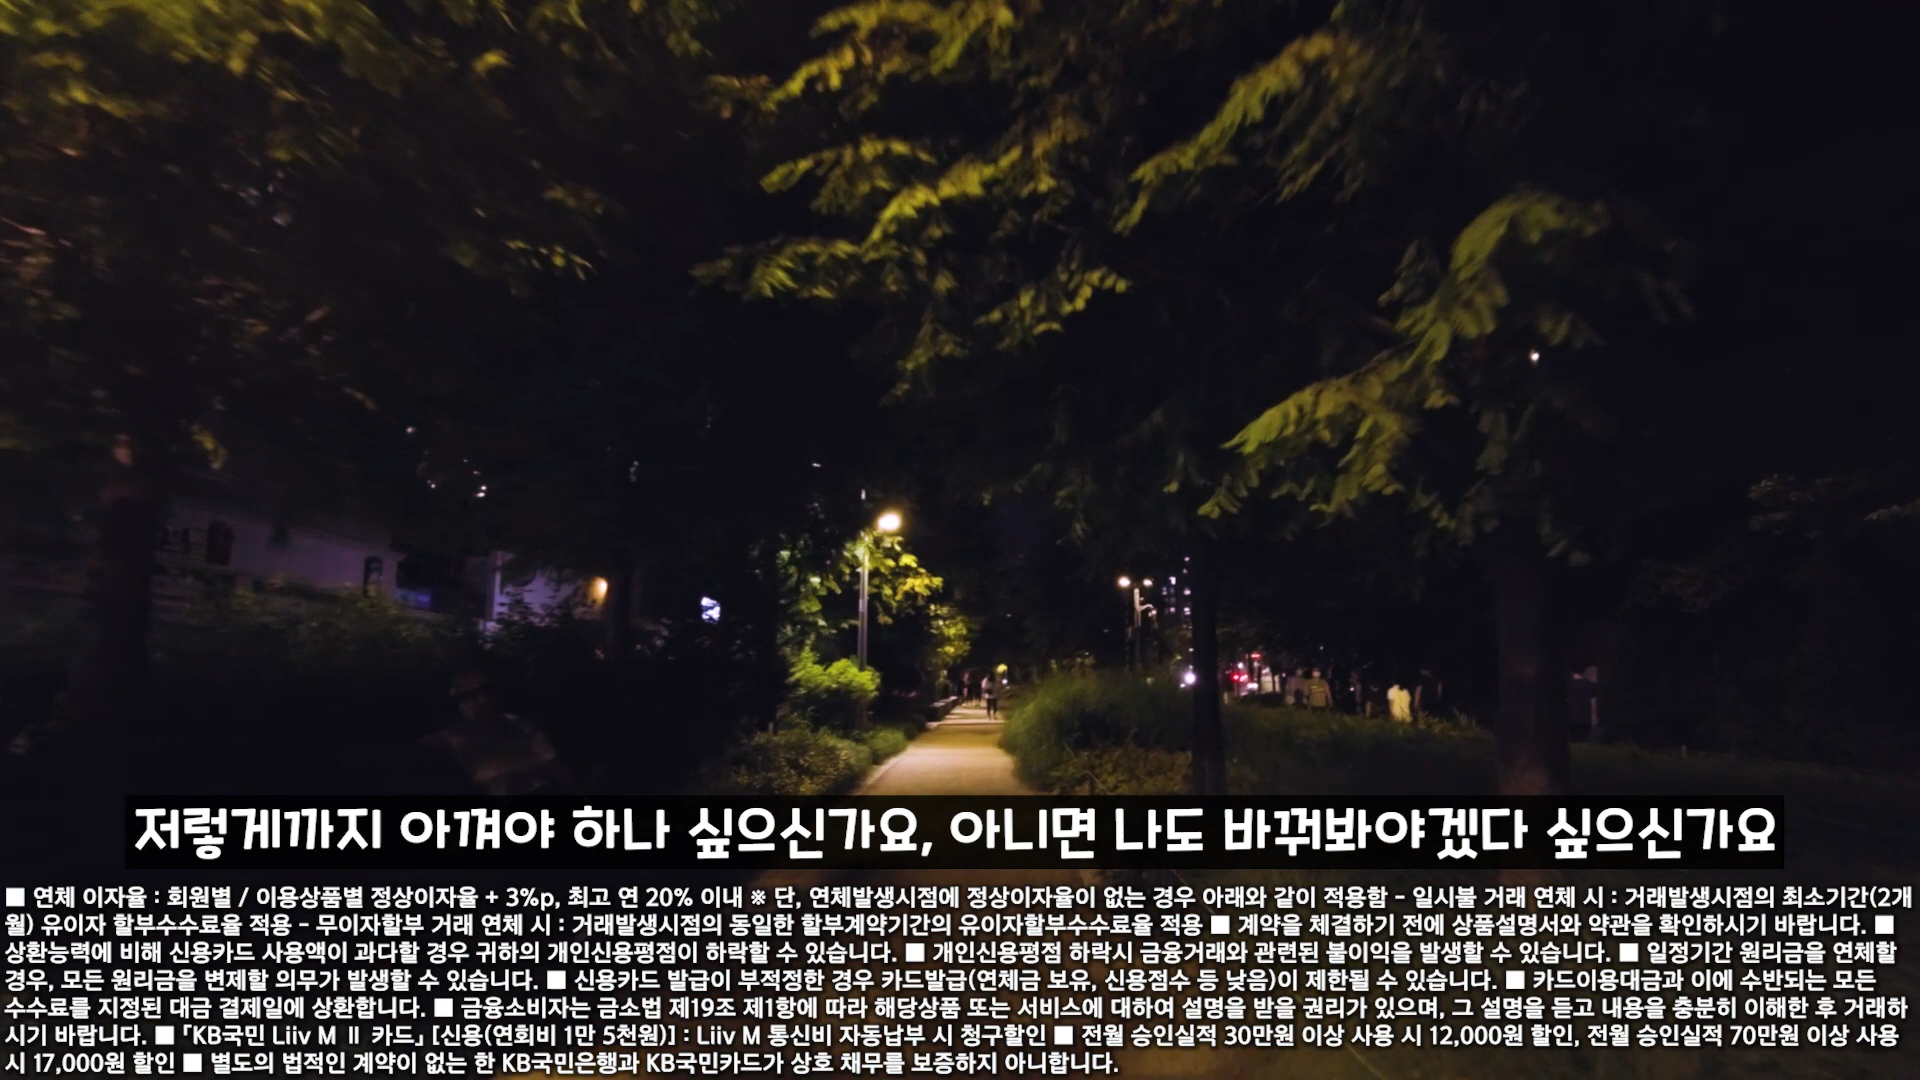 저렇게까지 아껴야 하나 싶으신가요, 아니면 나도 바꿔봐야겠다 싶으신가요
■ 연체 이자율 : 회원별 / 이용상품별 정상이자율 + 3%p, 최고 연 20% 이내 ※ 단, 연체발생시점에 정상이자율이 없는 경우 아래와 같이 적용함 - 일시불 거래 연체 시 : 거래발생시점의 최소기간(2개
월) 유이자 할부수수료율 적용 - 무이자할부 거래 연체 시 : 거래발생시점의 동일한 할부계약기간의 유이자할부수수료율 적용 ■ 계약을 체결하기 전에 상품설명서와 약관을 확인하시기 바랍니다. ■
상환능력에 비해 신용카드 사용액이 과다할 경우 귀하의 개인신용평점이 하락할 수 있습니다. ■ 개인신용평점 하락시 금융거래와 관련된 불이익을 발생할 수 있습니다. ■ 일정기간 원리금을 연체할
경우, 모든 원리금을 변제할 의무가 발생할 수 있습니다. ■ 신용카드 발급이 부적정한 경우 카드발급(연체금 보유, 신용점수 등 낮음)이 제한될 수 있습니다. ■ 카드이용대금과 이에 수반되는 모든
수수료를 지정된 대금 결제일에 상환합니다. ■ 금융소비자는 금소법 제19조 제1항에 따라 해당상품 또는 서비스에 대하여 설명을 받을 권리가 있으며, 그 설명을 듣고 내용을 충분히 이해한 후 거래하
시기 바랍니다. ■ 「KB국민 Liiv M Ⅱ 카드」 [신용(연회비 1만 5천원)] : Liiv M 통신비 자동납부 시 청구할인 ■ 전월 승인실적 30만원 이상 사용 시 12,000원 할인, 전월 승인실적 70만원 이상 사용
시 17,000원 할인 ■ 별도의 법적인 계약이 없는 한 KB국민은행과 KB국민카드가 상호 채무를 보증하지 아니합니다.